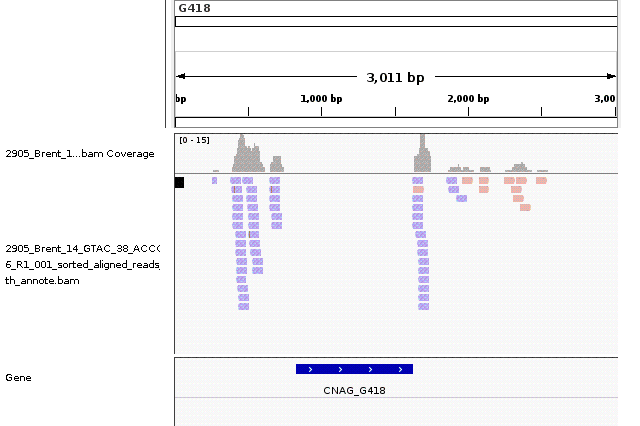 G418
3,011 bp
bp 1,000 bp 2,000 bp 3,00
[0 - 15]
2905_Brent_1...bam Coverage
2905_Brent_14_GTAC_38_ACC
6_R1_001_sorted_aligned_reads_
th_annote.bam
Gene
CNAG_G418